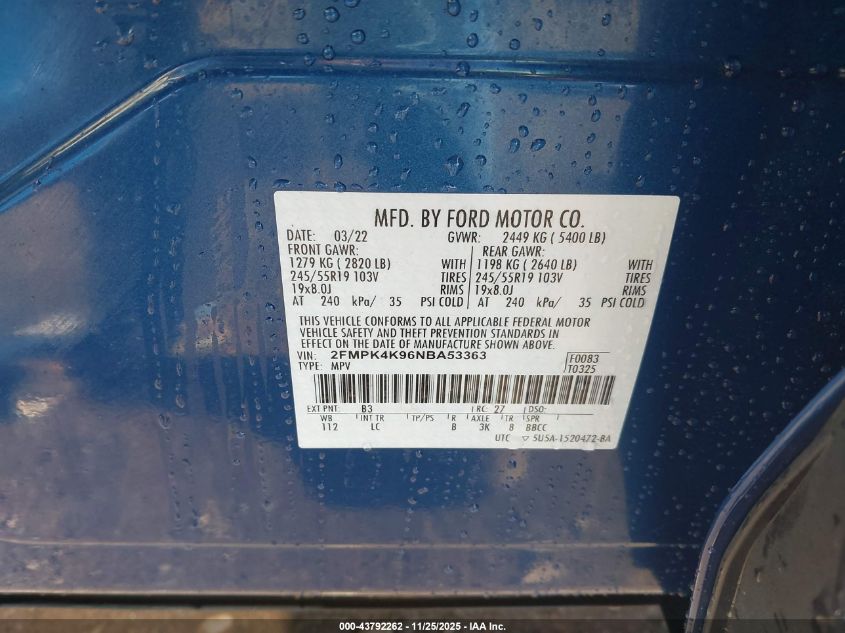 MFD. BY FORD MOTOR CO.
DATE: 03/22 GVWR: 2449 KG ( 5400 LB)
FRONT GAWR: REAR GAWR:
1279 KG ( 2820 LB) WITH 1198 KG ( 2640 LB) WITH
245/55R19 103V TIRES 245/55R19 103V TIRES
19x8.0J RIMS 19x8.0J RIMS
AT 240 kPa/ 35 PSI COLD AT 240 kPa/ 35 PSI COLD
THIS VEHICLE CONFORMS TO ALL APPLICABLE FEDERAL MOTOR
VEHICLE SAFETY AND THEFT PREVENTION STANDARDS IN
EFFECT ON THE DATE OF MANUFACTURE SHOWN ABOVE.
VIN: 2FMPK4K96NBA53363 F0083
TYPE: MPV T0325
EXT PNT: B3 RC: 27 DSO:
WB INT TR TP/PS R AXLE TR SPR
112 LC B 3K 8 BBCC
UTC ▽ 5U5A-1520472-BA
000-43792262 - 11/25/2025 - IAA Inc.